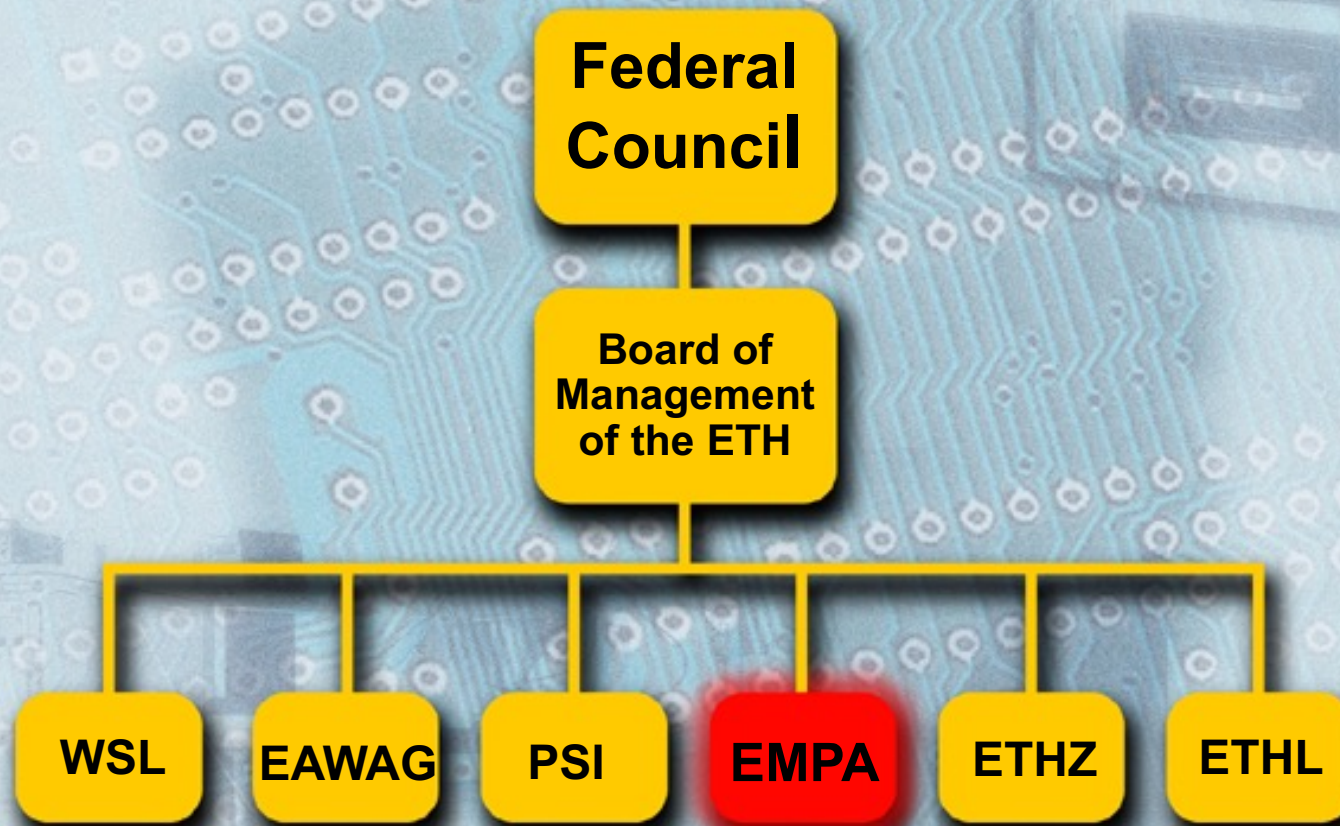 Federal
Council
Board of
Management
of the ETH
WSL
EAWAG
PSI
EMPA
ETHZ
ETHL